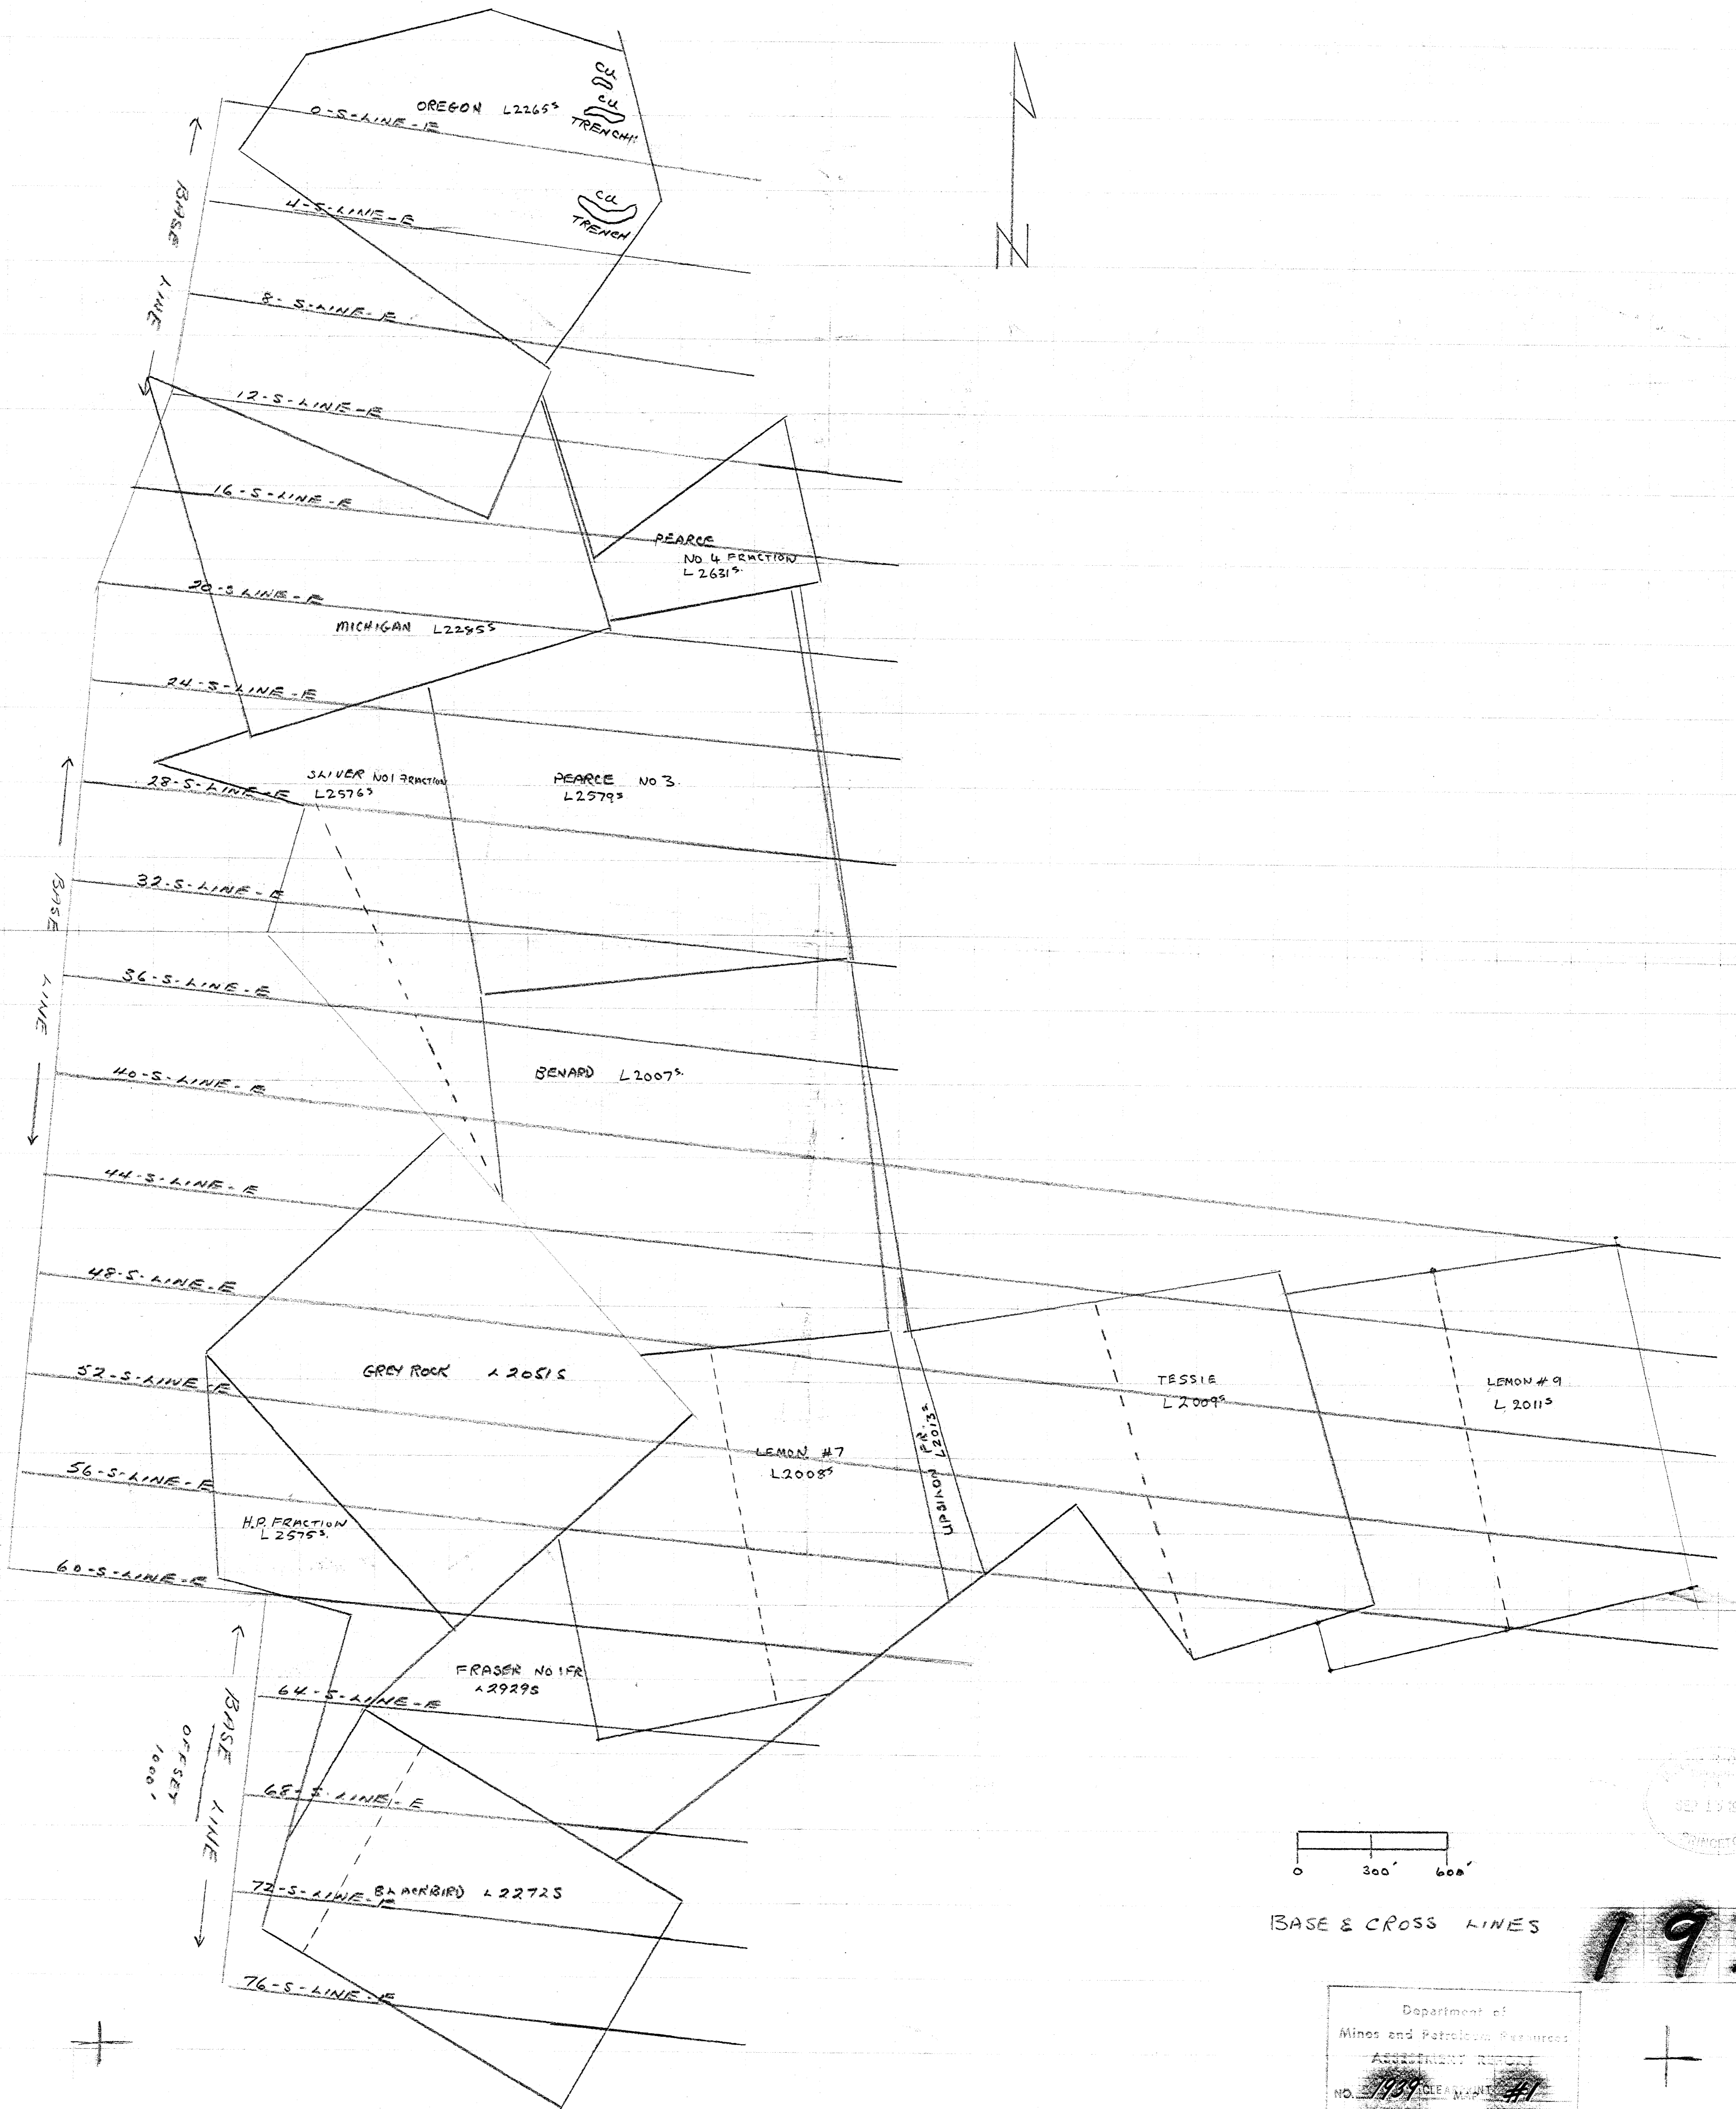 Cu
Cu
OREGON L2265ˢ
TRENCH
0-S-LINE-E
Cu
TRENCH
4-S-LINE-E
BASE LINE
8-S-LINE-E
12-S-LINE-E
16-S-LINE-E
PEARCE
NO 4 FRACTION
L2631ˢ
20-S LINE-E
MICHIGAN L2285ˢ
24-S-LINE-E
SLIVER NO1 FRACTION
L2576ˢ
PEARCE NO 3.
L2579ˢ
28-S-LINE-E
32-S-LINE-E
BASE LINE
36-S-LINE-E
40-S-LINE-E
BENARD L2007ˢ
44-S-LINE-E
48-S-LINE-E
GREY ROCK L2051S
52-S-LINE-E
TESSIE
L2009ˢ
LEMON #9
L2011ˢ
LEMON #7
L2008ˢ
UPSILON FR.
L2013ˢ
56-S-LINE-E
H.P. FRACTION
L2575ˢ
60-S-LINE-E
FRASER NO 1 FR
L2929S
64-S-LINE-E
BASE LINE
OFFSET
1000'
68-S-LINE-E
72-S-LINE-E
BLACKBIRD L2272S
76-S-LINE-E
N
0 300' 600'
BASE & CROSS LINES
19
Department of
Mines and Petroleum Resources
ASSESSMENT REPORT
NO. 1939 MAP #1